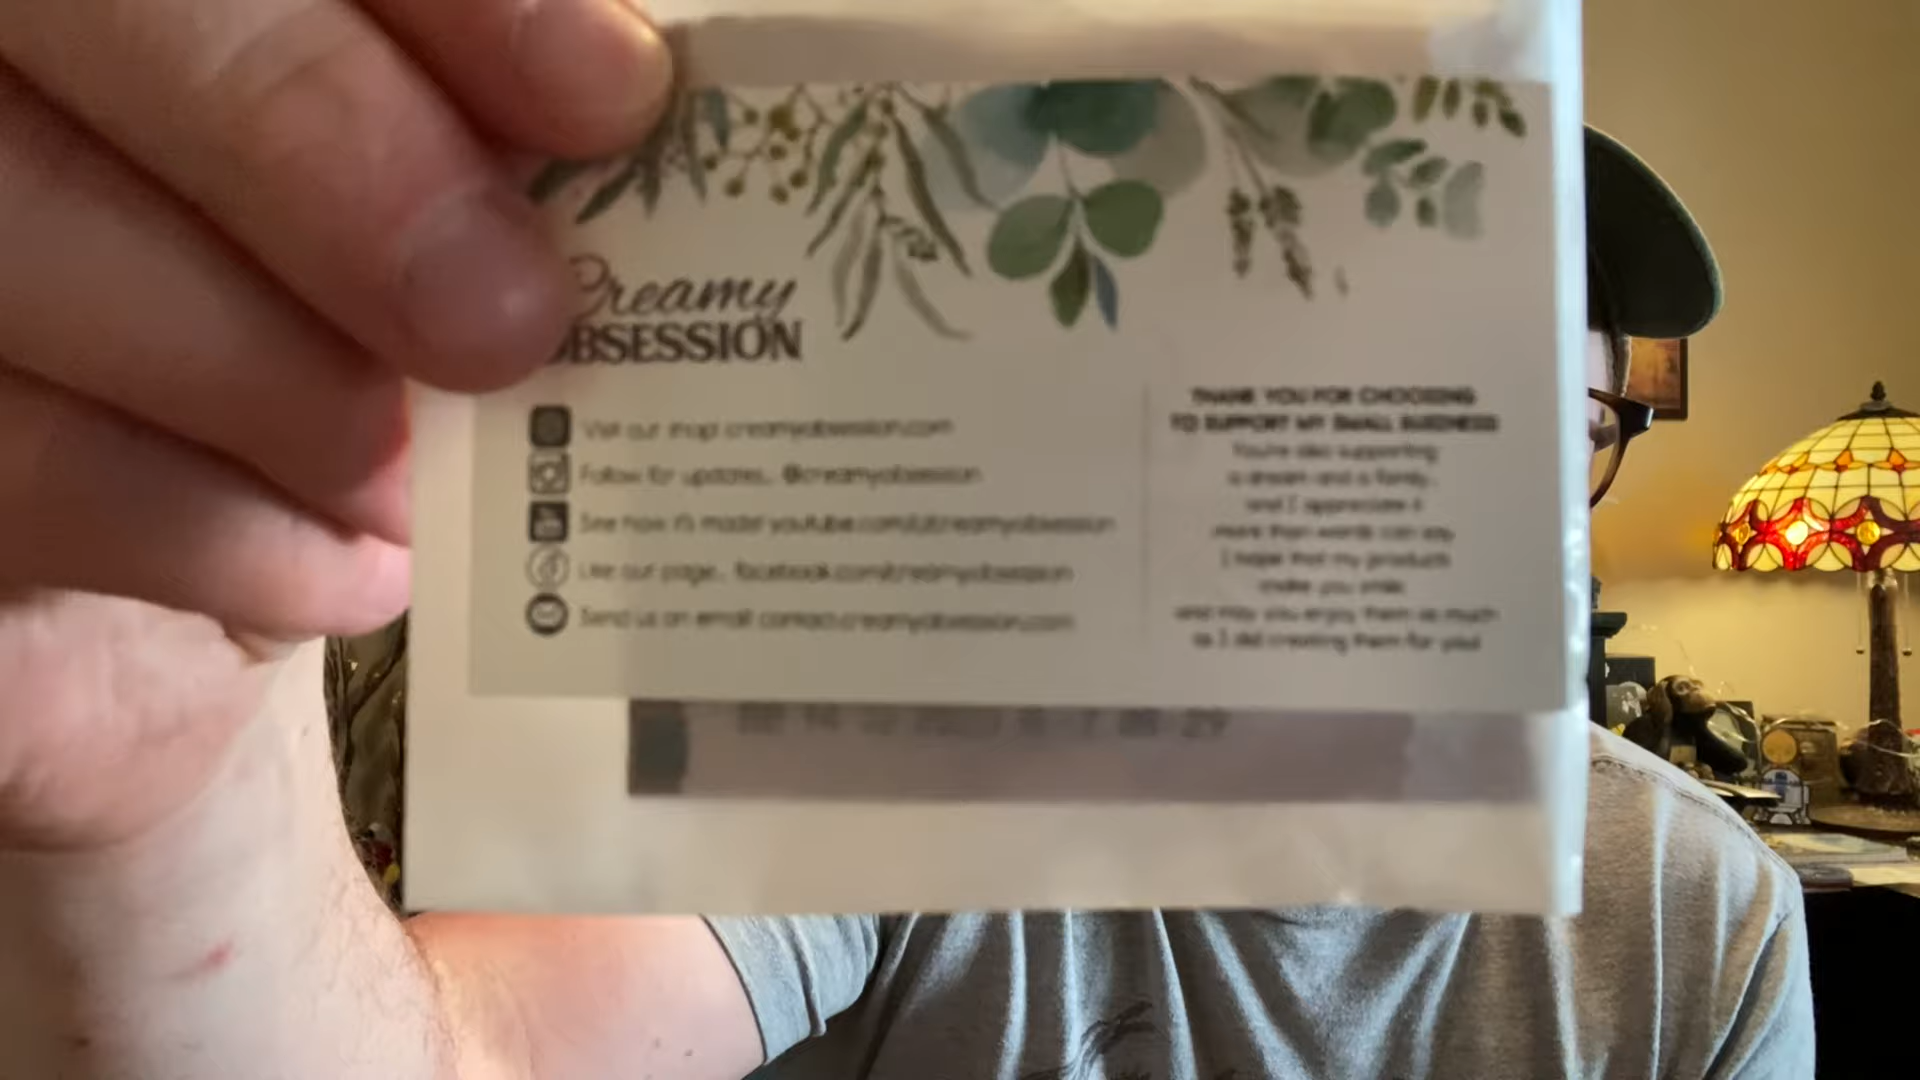 Creamy
OBSESSION
Visit our shop! creamyobsession.com
Follow for updates... @creamyobsession
See how it's made! youtube.com/c/creamyobsession
Like our page... facebook.com/creamyobsession
Send us an email! contact.creamyobsession.com
THANK YOU FOR CHOOSING
TO SUPPORT MY SMALL BUSINESS
You're also supporting
a dream and a family...
and I appreciate it
more than words can say.
I hope that my products
make you smile
and may you enjoy them as much
as I did creating them for you!